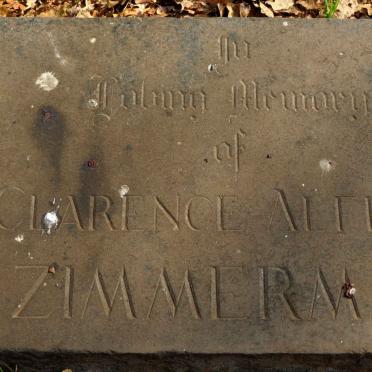 In
Loving Memory
of
CLARENCE ALF
ZIMMERM